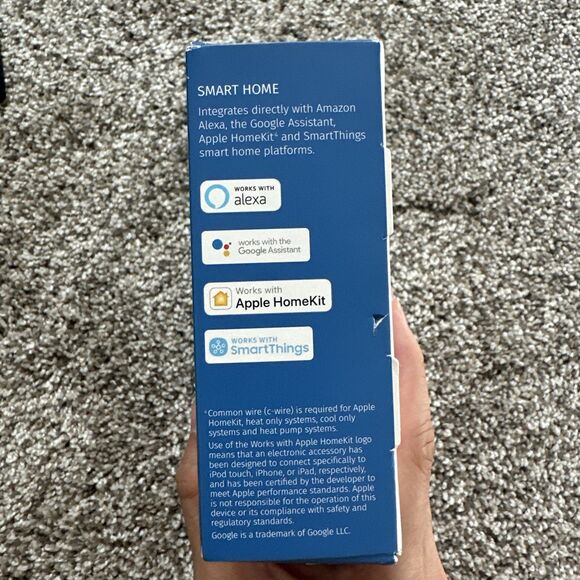 SMART HOME
Integrates directly with Amazon
Alexa, the Google Assistant,
Apple HomeKit⁴ and SmartThings
smart home platforms.
WORKS WITH
alexa
works with the
Google Assistant
Works with
Apple HomeKit
WORKS WITH
SmartThings
⁴Common wire (c-wire) is required for Apple
HomeKit, heat only systems, cool only
systems and heat pump systems.
Use of the Works with Apple HomeKit logo
means that an electronic accessory has
been designed to connect specifically to
iPod touch, iPhone, or iPad, respectively,
and has been certified by the developer to
meet Apple performance standards. Apple
is not responsible for the operation of this
device or its compliance with safety and
regulatory standards.
Google is a trademark of Google LLC.